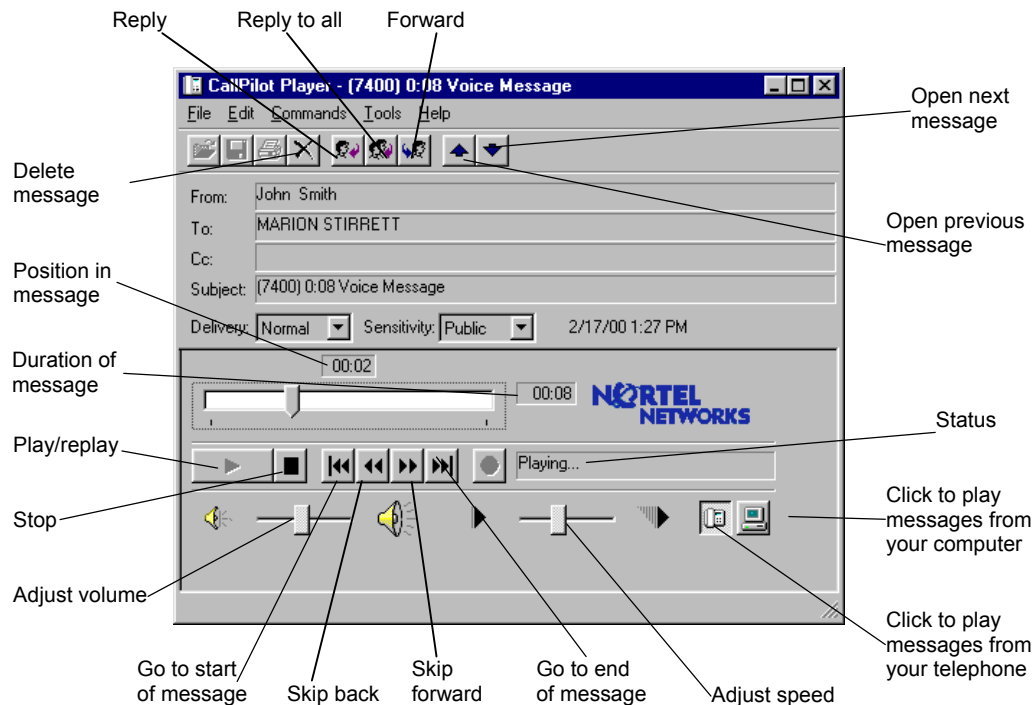 Reply
Reply to all
Forward
CallPilot Player - (7400) 0:08 Voice Message
File Edit Commands Tools Help
Open next
message
Delete
message
From: John Smith
To: MARION STIRRETT
Open previous
message
Cc:
Position in
message
Subject: (7400) 0:08 Voice Message
Delivery: Normal Sensitivity: Public 2/17/00 1:27 PM
Duration of
message
00:02
00:08
NORTEL
NETWORKS
Play/replay
Status
Playing...
Stop
Click to play
messages from
your computer
Adjust volume
Click to play
messages from
your telephone
Go to start
of message
Skip back
Skip
forward
Go to end
of message
Adjust speed